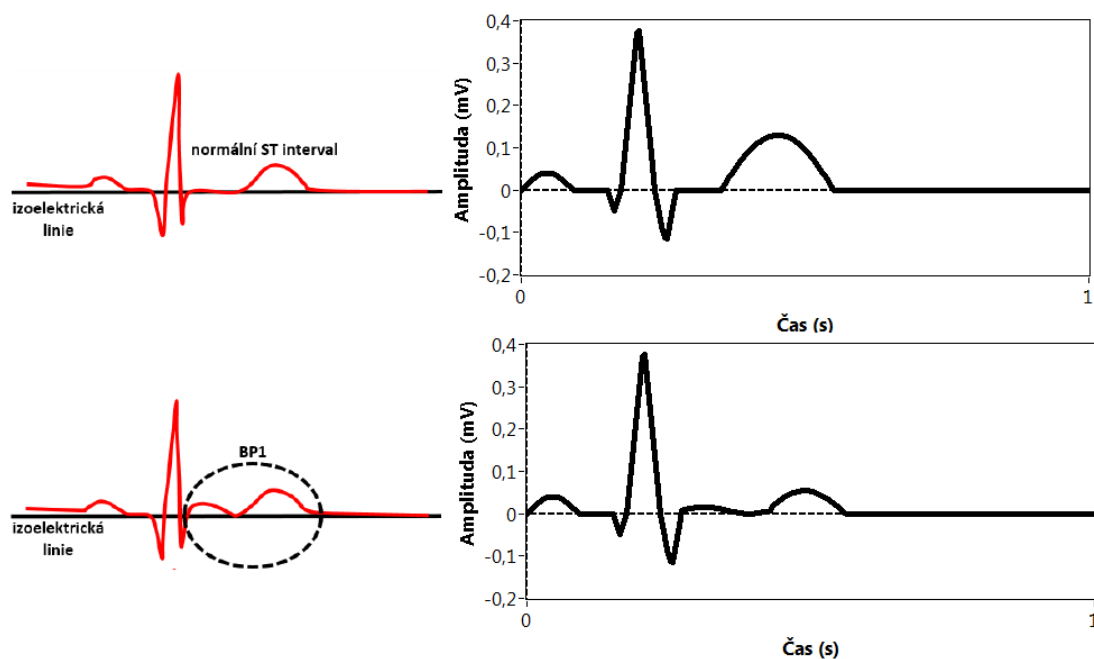 normální ST interval
izoelektrická
linie
0,4
0,3
0,2
0,1
0
-0,1
-0,2
Amplituda (mV)
0
1
Čas (s)
BP1
izoelektrická
linie
0,4
0,3
0,2
0,1
0
-0,1
-0,2
Amplituda (mV)
0
1
Čas (s)